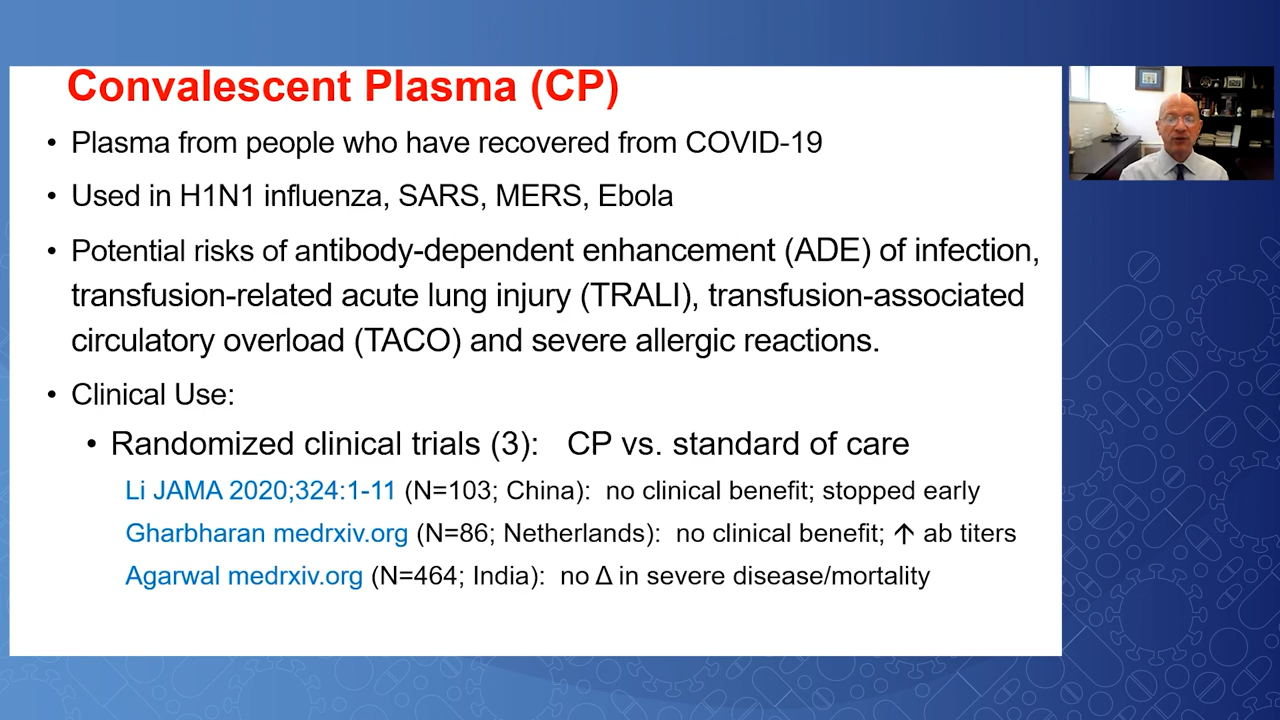 Convalescent Plasma (CP)
• Plasma from people who have recovered from COVID-19
• Used in H1N1 influenza, SARS, MERS, Ebola
• Potential risks of antibody-dependent enhancement (ADE) of infection,
transfusion-related acute lung injury (TRALI), transfusion-associated
circulatory overload (TACO) and severe allergic reactions.
• Clinical Use:
• Randomized clinical trials (3): CP vs. standard of care
Li JAMA 2020;324:1-11 (N=103; China): no clinical benefit; stopped early
Gharbharan medrxiv.org (N=86; Netherlands): no clinical benefit; ↑ ab titers
Agarwal medrxiv.org (N=464; India): no Δ in severe disease/mortality